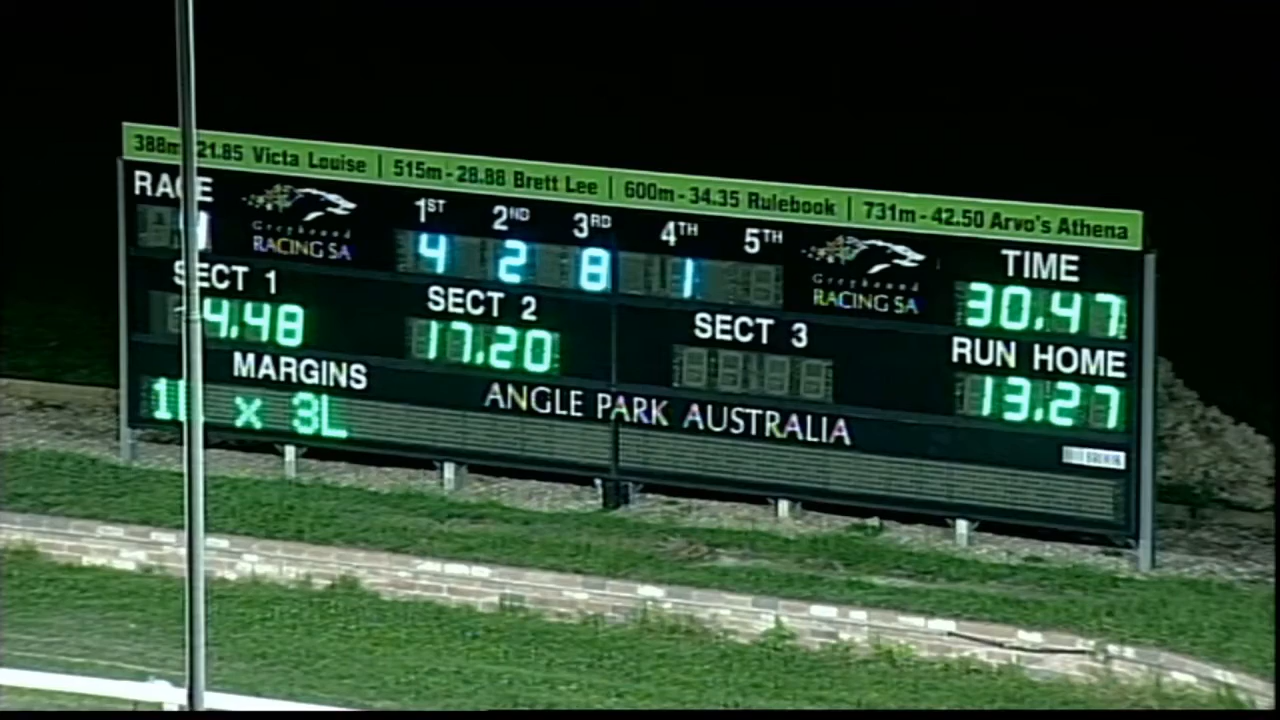 388m 21.85 Victa Louise | 515m - 28.88 Brett Lee | 600m - 34.35 Rulebook | 731m - 42.50 Arvo's Athena
RACE
Greyhound
RACING SA
1ST 2ND 3RD 4TH 5TH
4 2 8 1
Greyhound
RACING SA
TIME
30.47
SECT 1
4.48
SECT 2
17.20
SECT 3
RUN HOME
13.27
MARGINS
x 3L
ANGLE PARK AUSTRALIA